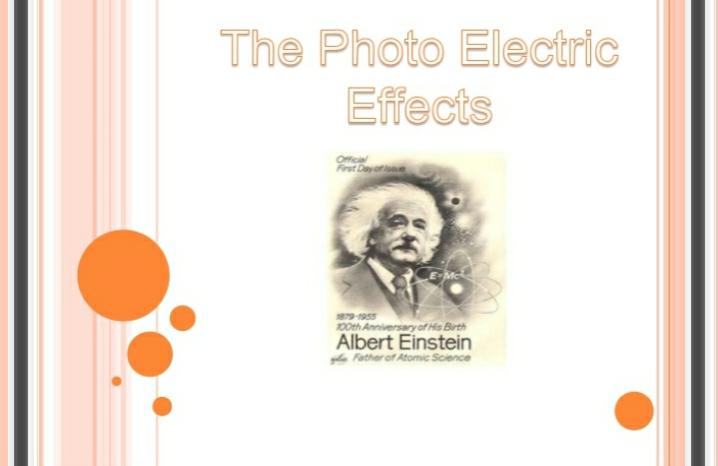 The Photo Electric
Effects
Official
First Day of Issue
E=Mc²
1879-1955
100th Anniversary of His Birth
Albert Einstein
Father of Atomic Science